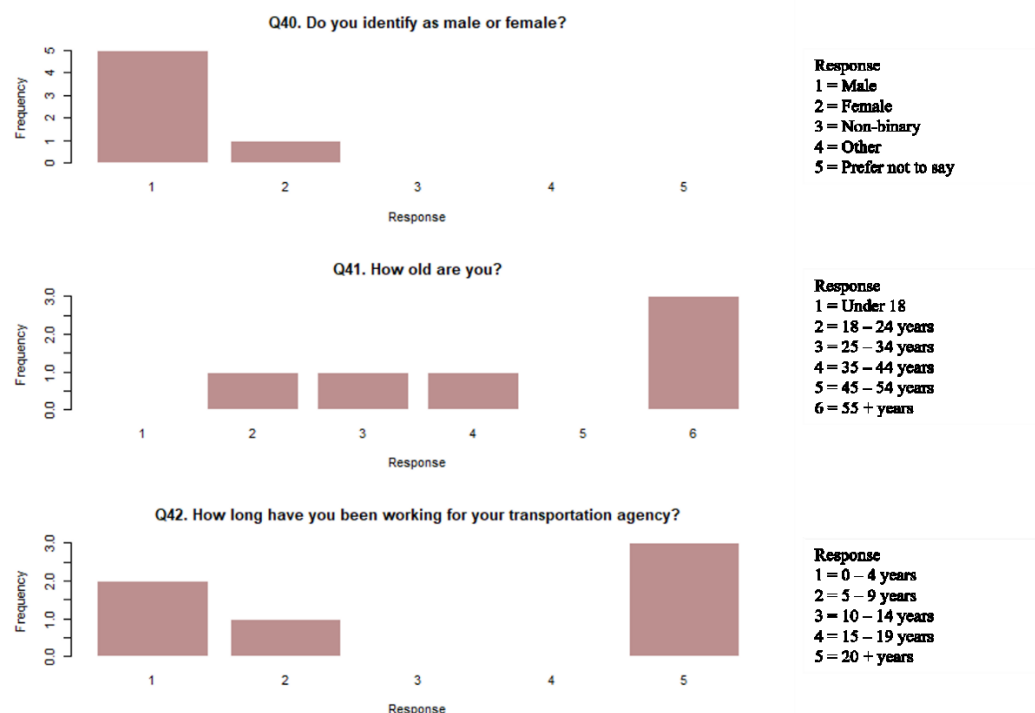 Q40. Do you identify as male or female?
Frequency
5
4
3
2
1
0
1 2 3 4 5
Response
Response
1 = Male
2 = Female
3 = Non-binary
4 = Other
5 = Prefer not to say
Q41. How old are you?
Frequency
3.0
2.0
1.0
0.0
1 2 3 4 5 6
Response
Response
1 = Under 18
2 = 18 – 24 years
3 = 25 – 34 years
4 = 35 – 44 years
5 = 45 – 54 years
6 = 55 + years
Q42. How long have you been working for your transportation agency?
Frequency
3.0
2.0
1.0
0.0
1 2 3 4 5
Response
Response
1 = 0 – 4 years
2 = 5 – 9 years
3 = 10 – 14 years
4 = 15 – 19 years
5 = 20 + years